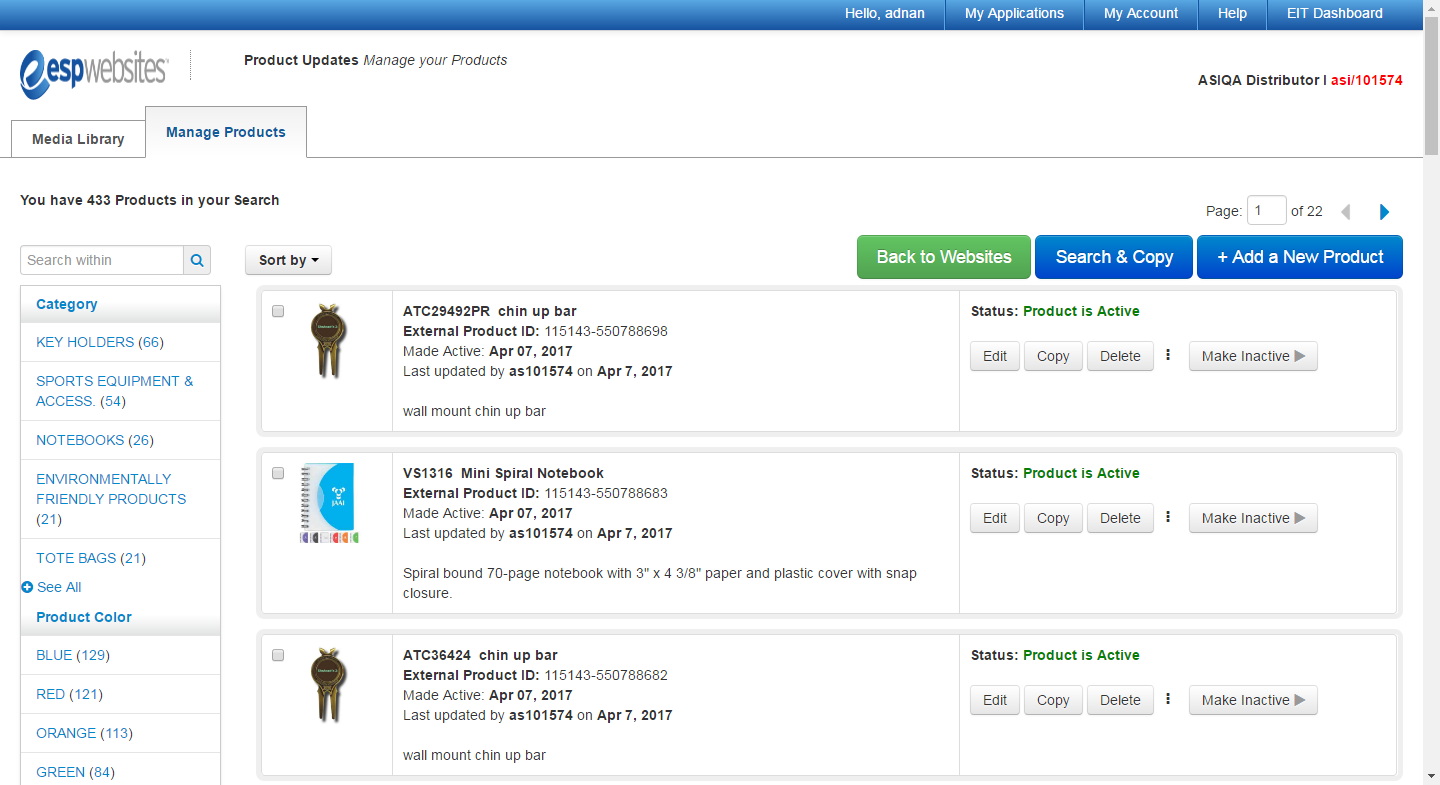 Hello, adnan
My Applications
My Account
Help
EIT Dashboard
espwebsites
Product Updates Manage your Products
ASIQA Distributor I asi/101574
Media Library
Manage Products
You have 433 Products in your Search
Page: 1 of 22
Search within
Sort by
Back to Websites
Search & Copy
+ Add a New Product
Category
KEY HOLDERS (66)
SPORTS EQUIPMENT &
ACCESS. (54)
NOTEBOOKS (26)
ENVIRONMENTALLY
FRIENDLY PRODUCTS
(21)
TOTE BAGS (21)
See All
Product Color
BLUE (129)
RED (121)
ORANGE (113)
GREEN (84)
ATC29492PR chin up bar
External Product ID: 115143-550788698
Made Active: Apr 07, 2017
Last updated by as101574 on Apr 7, 2017
wall mount chin up bar
Status: Product is Active
Edit
Copy
Delete
Make Inactive
VS1316 Mini Spiral Notebook
External Product ID: 115143-550788683
Made Active: Apr 07, 2017
Last updated by as101574 on Apr 7, 2017
Spiral bound 70-page notebook with 3" x 4 3/8" paper and plastic cover with snap
closure.
Status: Product is Active
Edit
Copy
Delete
Make Inactive
ATC36424 chin up bar
External Product ID: 115143-550788682
Made Active: Apr 07, 2017
Last updated by as101574 on Apr 7, 2017
wall mount chin up bar
Status: Product is Active
Edit
Copy
Delete
Make Inactive